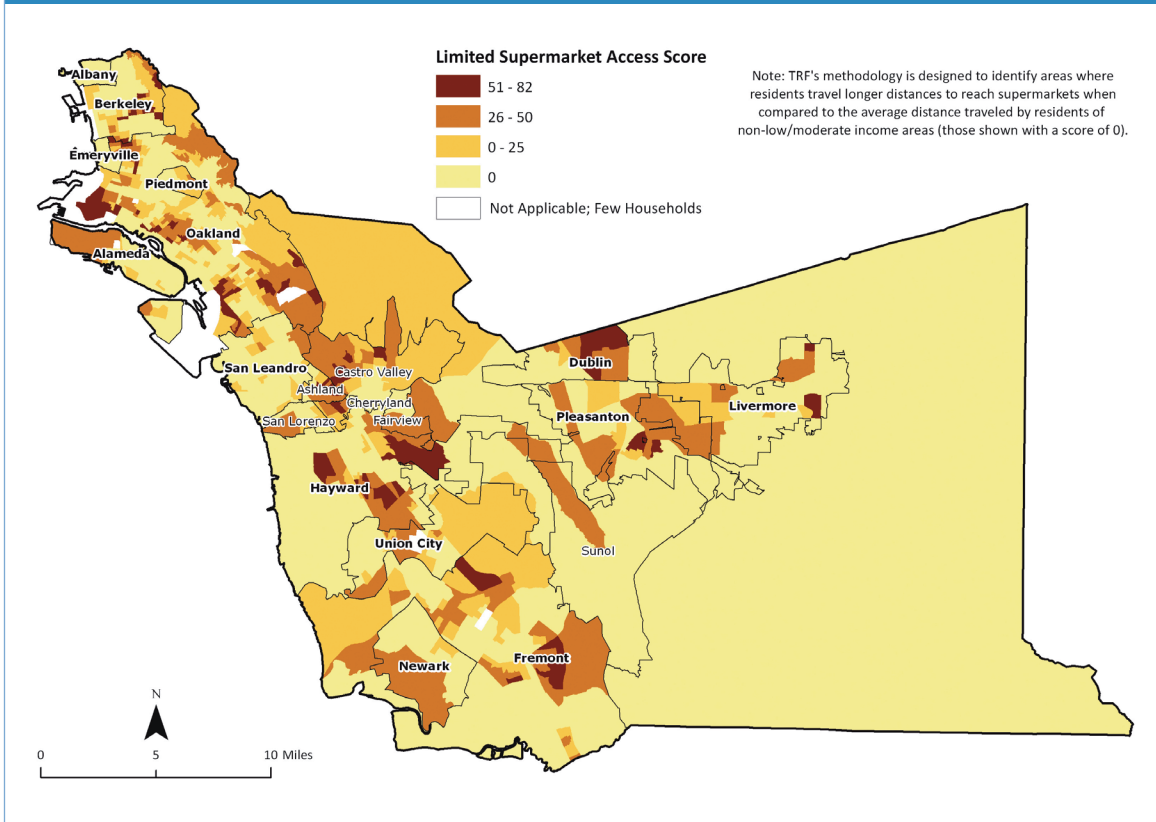 Limited Supermarket Access Score
51 - 82
26 - 50
0 - 25
0
Not Applicable; Few Households
Note: TRF's methodology is designed to identify areas where
residents travel longer distances to reach supermarkets when
compared to the average distance traveled by residents of
non-low/moderate income areas (those shown with a score of 0).
Albany
Berkeley
Emeryville
Piedmont
Oakland
Alameda
San Leandro
Castro Valley
Ashland
Cherryland
San Lorenzo
Fairview
Dublin
Pleasanton
Livermore
Hayward
Union City
Sunol
Newark
Fremont
N
0 5 10 Miles